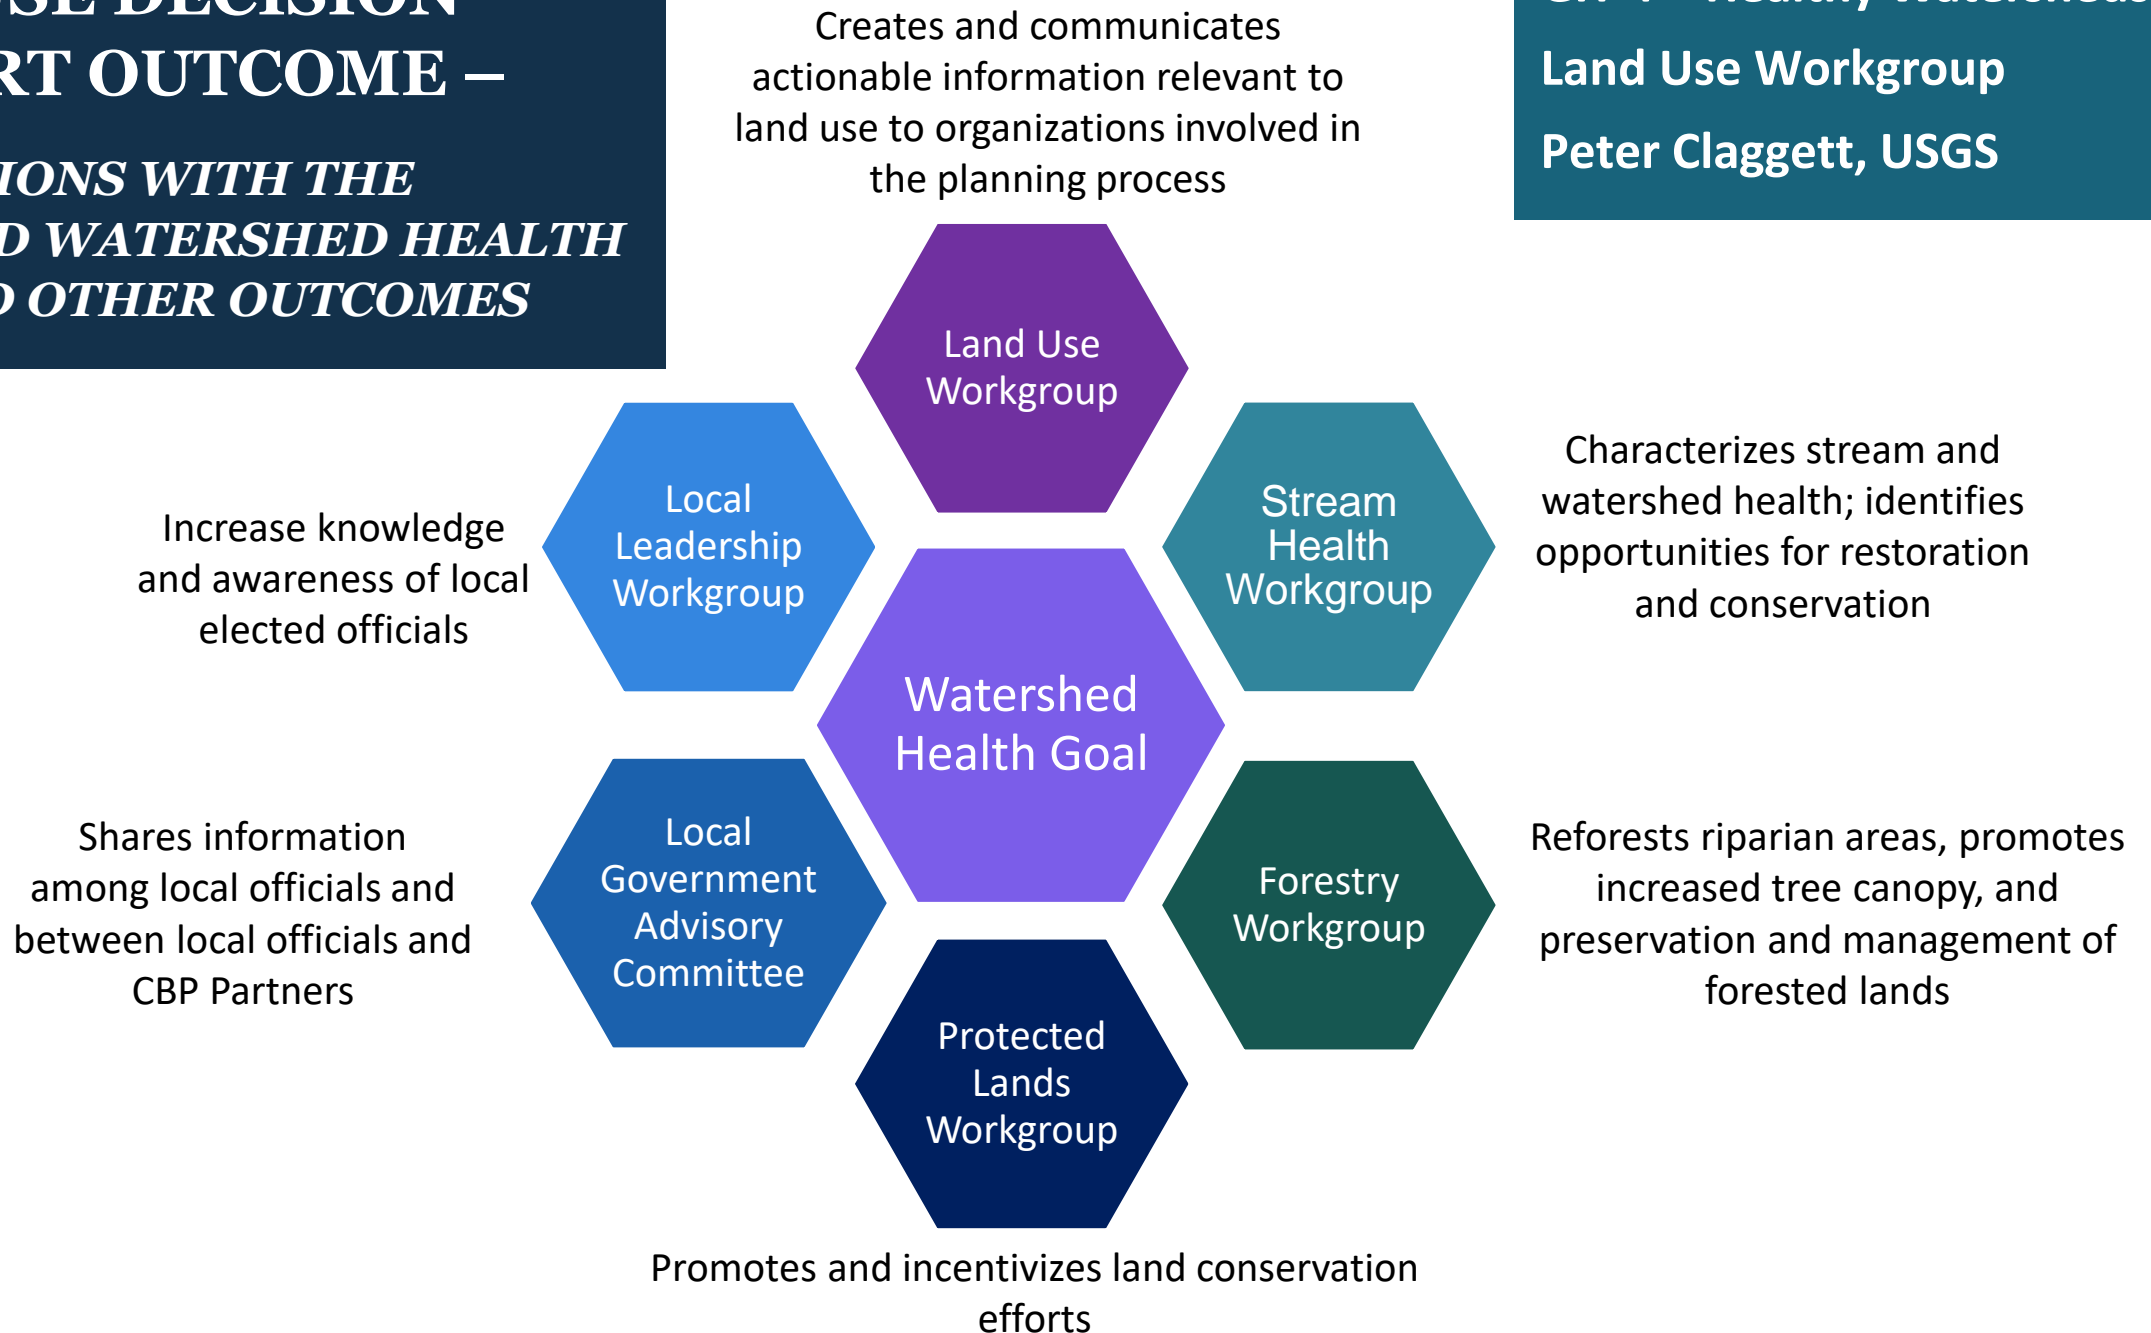 DECISION
OUTCOME –
WITH THE
WATERSHED HEALTH
OTHER OUTCOMES
Creates and communicates
actionable information relevant to
land use to organizations involved in
the planning process
Land Use Workgroup
Peter Claggett, USGS
Land Use
Workgroup
Local
Leadership
Workgroup
Increase knowledge
and awareness of local
elected officials
Stream
Health
Workgroup
Characterizes stream and
watershed health; identifies
opportunities for restoration
and conservation
Watershed
Health Goal
Local
Government
Advisory
Committee
Shares information
among local officials and
between local officials and
CBP Partners
Forestry
Workgroup
Reforests riparian areas, promotes
increased tree canopy, and
preservation and management of
forested lands
Protected
Lands
Workgroup
Promotes and incentivizes land conservation
efforts